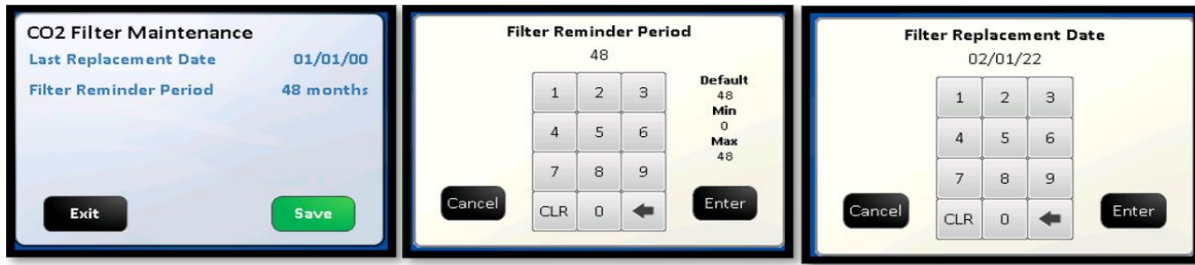 CO2 Filter Maintenance
Last Replacement Date 01/01/00
Filter Reminder Period 48 months
Exit Save
Filter Reminder Period
48
1 2 3
4 5 6
7 8 9
CLR 0
Default
48
Min
0
Max
48
Cancel Enter
Filter Replacement Date
02/01/22
1 2 3
4 5 6
7 8 9
CLR 0
Cancel Enter